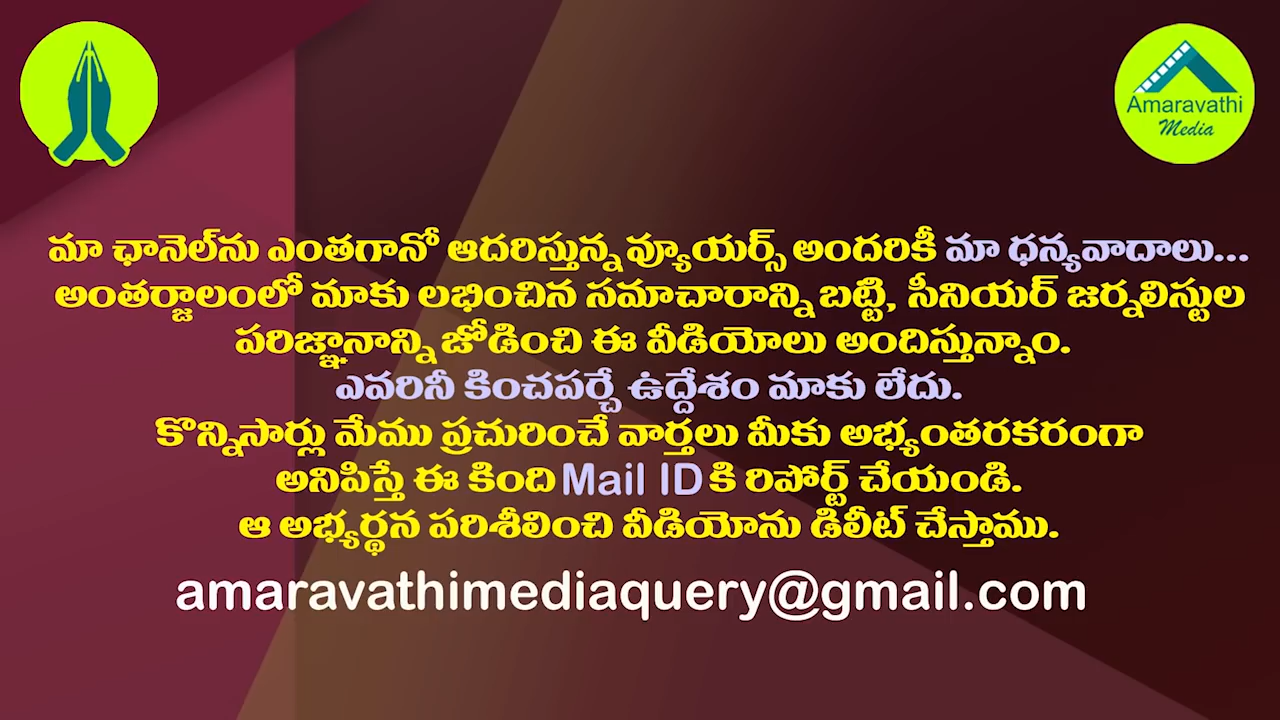 Amaravathi
Media
మా ఛానెల్‌ను ఎంతగానో ఆదరిస్తున్న వ్యూయర్స్ అందరికీ మా ధన్యవాదాలు...
అంతర్జాలంలో మాకు లభించిన సమాచారాన్ని బట్టి, సీనియర్ జర్నలిస్టుల
పరిజ్ఞానాన్ని జోడించి ఈ వీడియోలు అందిస్తున్నాం.
ఎవరినీ కించపర్చే ఉద్దేశం మాకు లేదు.
కొన్నిసార్లు మేము ప్రచురించే వార్తలు మీకు అభ్యంతరకరంగా
అనిపిస్తే ఈ కింది Mail ID కి రిపోర్ట్ చేయండి.
ఆ అభ్యర్థన పరిశీలించి వీడియోను డిలీట్ చేస్తాము.
amaravathimediaquery@gmail.com